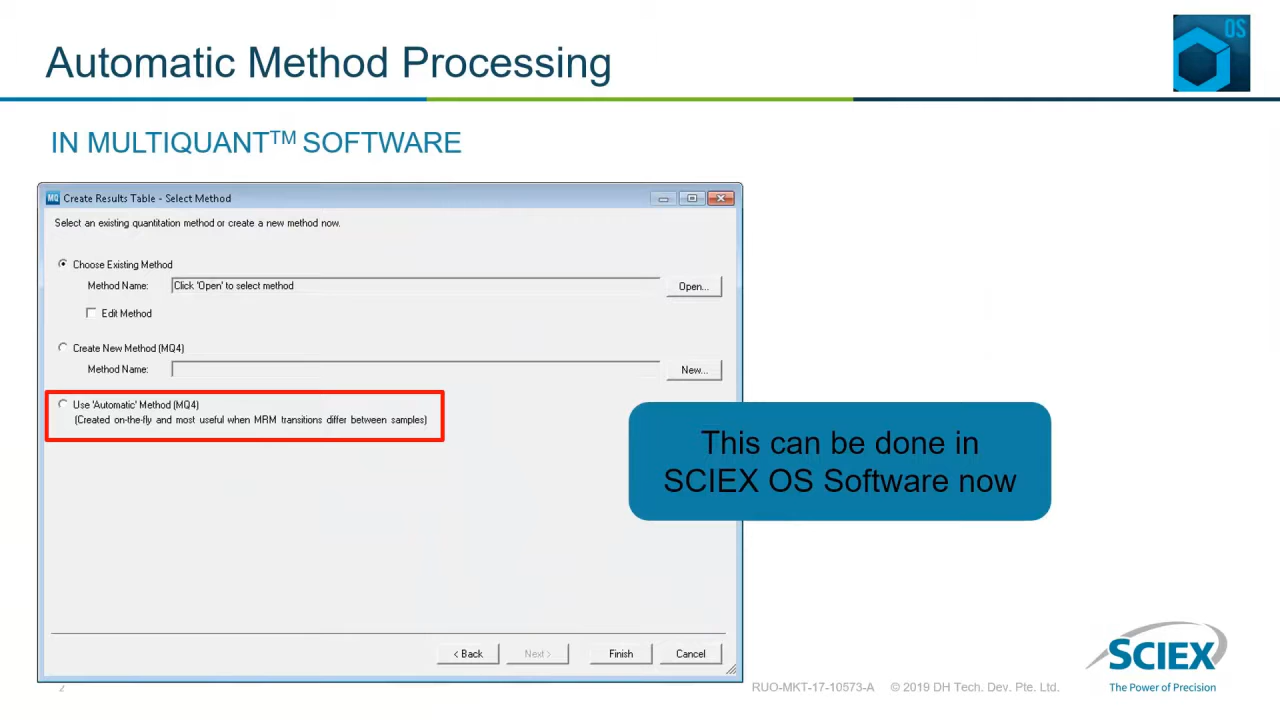 Automatic Method Processing
OS
IN MULTIQUANT™ SOFTWARE
MQ Create Results Table - Select Method
Select an existing quantitation method or create a new method now.
Choose Existing Method
Method Name: Click 'Open' to select method Open...
Edit Method
Create New Method (MQ4)
Method Name: New...
Use 'Automatic' Method (MQ4)
(Created on-the-fly and most useful when MRM transitions differ between samples)
This can be done in
SCIEX OS Software now
< Back Next > Finish Cancel
SCIEX
The Power of Precision
2 RUO-MKT-17-10573-A © 2019 DH Tech. Dev. Pte. Ltd.